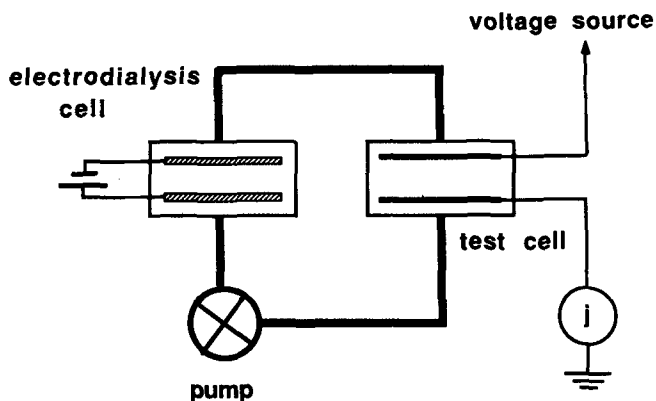 voltage source
electrodialysis
cell
test cell
j
pump